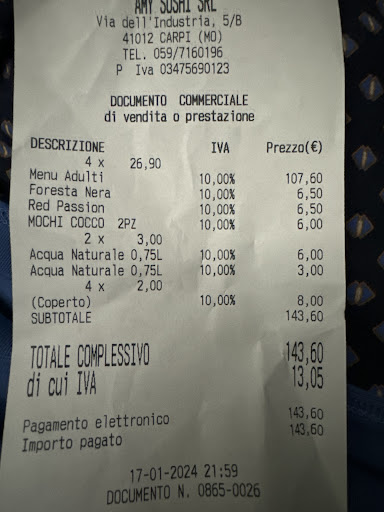 AMY SUSHI SRL
Via dell'Industria, 5/B
41012 CARPI (MO)
TEL. 059/7160196
P Iva 03475690123
DOCUMENTO COMMERCIALE
di vendita o prestazione
DESCRIZIONE IVA Prezzo(€)
4 x 26,90
Menu Adulti 10,00% 107,60
Foresta Nera 10,00% 6,50
Red Passion 10,00% 6,50
MOCHI COCCO 2PZ 10,00% 6,00
2 x 3,00
Acqua Naturale 0,75L 10,00% 6,00
Acqua Naturale 0,75L 10,00% 3,00
4 x 2,00
(Coperto) 10,00% 8,00
SUBTOTALE 143,60
TOTALE COMPLESSIVO 143,60
di cui IVA 13,05
Pagamento elettronico 143,60
Importo pagato 143,60
17-01-2024 21:59
DOCUMENTO N. 0865-0026